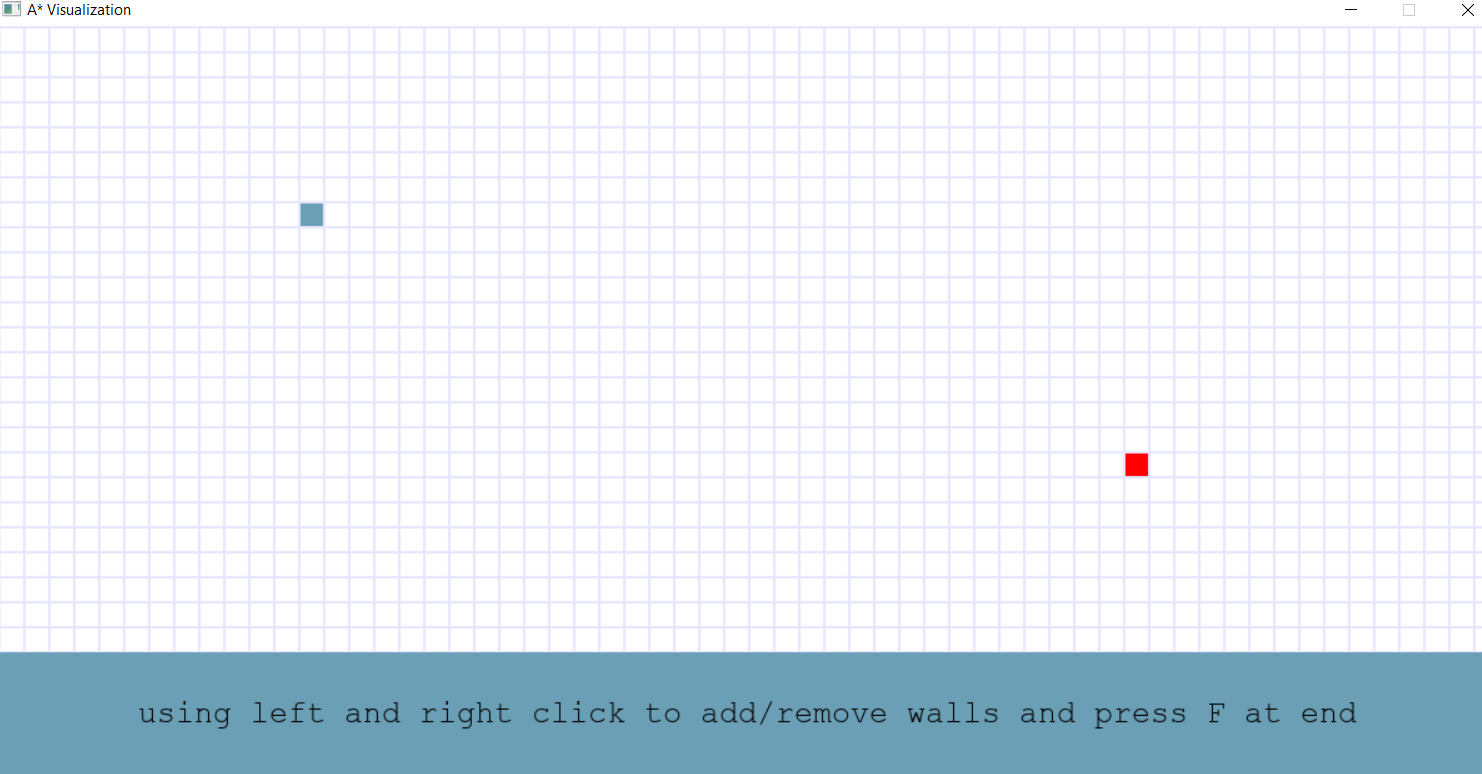 A* Visualization
using left and right click to add/remove walls and press F at end